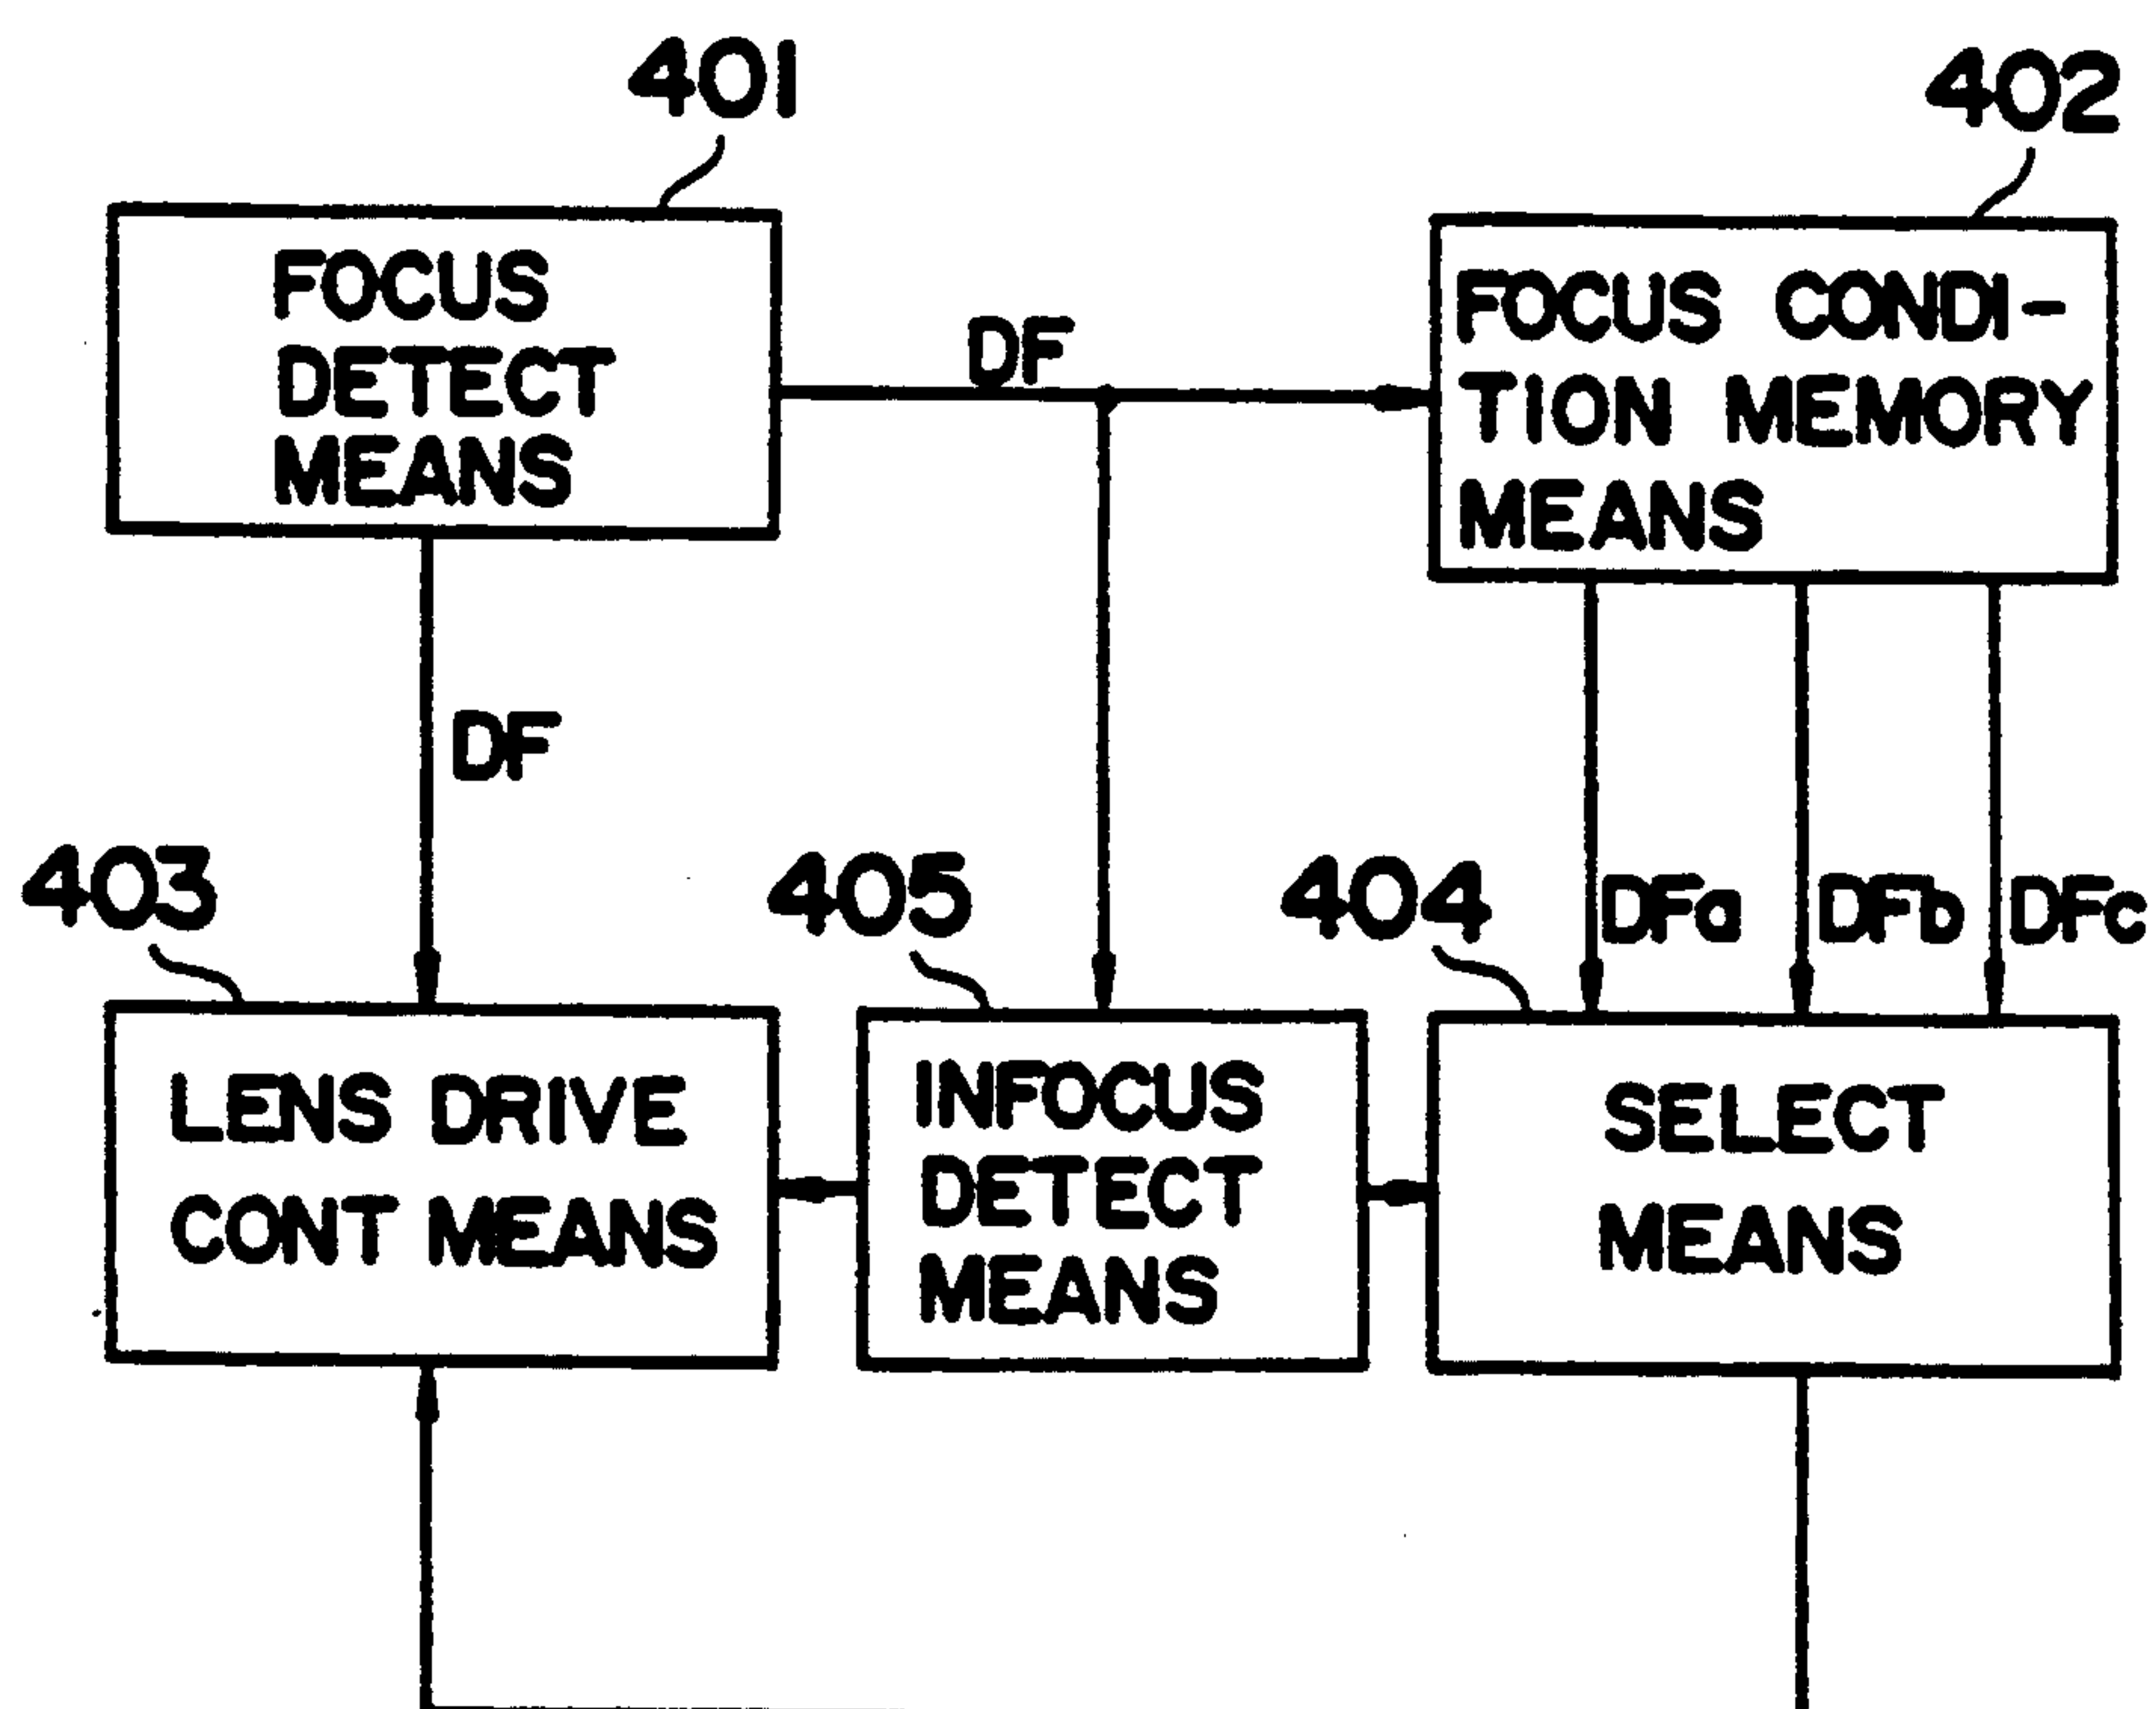 401
402
FOCUS
DETECT
MEANS
DF
FOCUS CONDI-
TION MEMORY
MEANS
DF
403
405
404
DFa
DFb
DFc
LENS DRIVE
CONT MEANS
INFOCUS
DETECT
MEANS
SELECT
MEANS